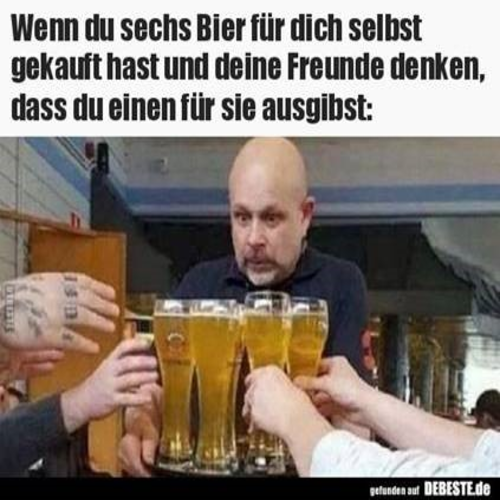 Wenn du sechs Bier für dich selbst
gekauft hast und deine Freunde denken,
dass du einen für sie ausgibst:
gefunden auf DEBESTE.de